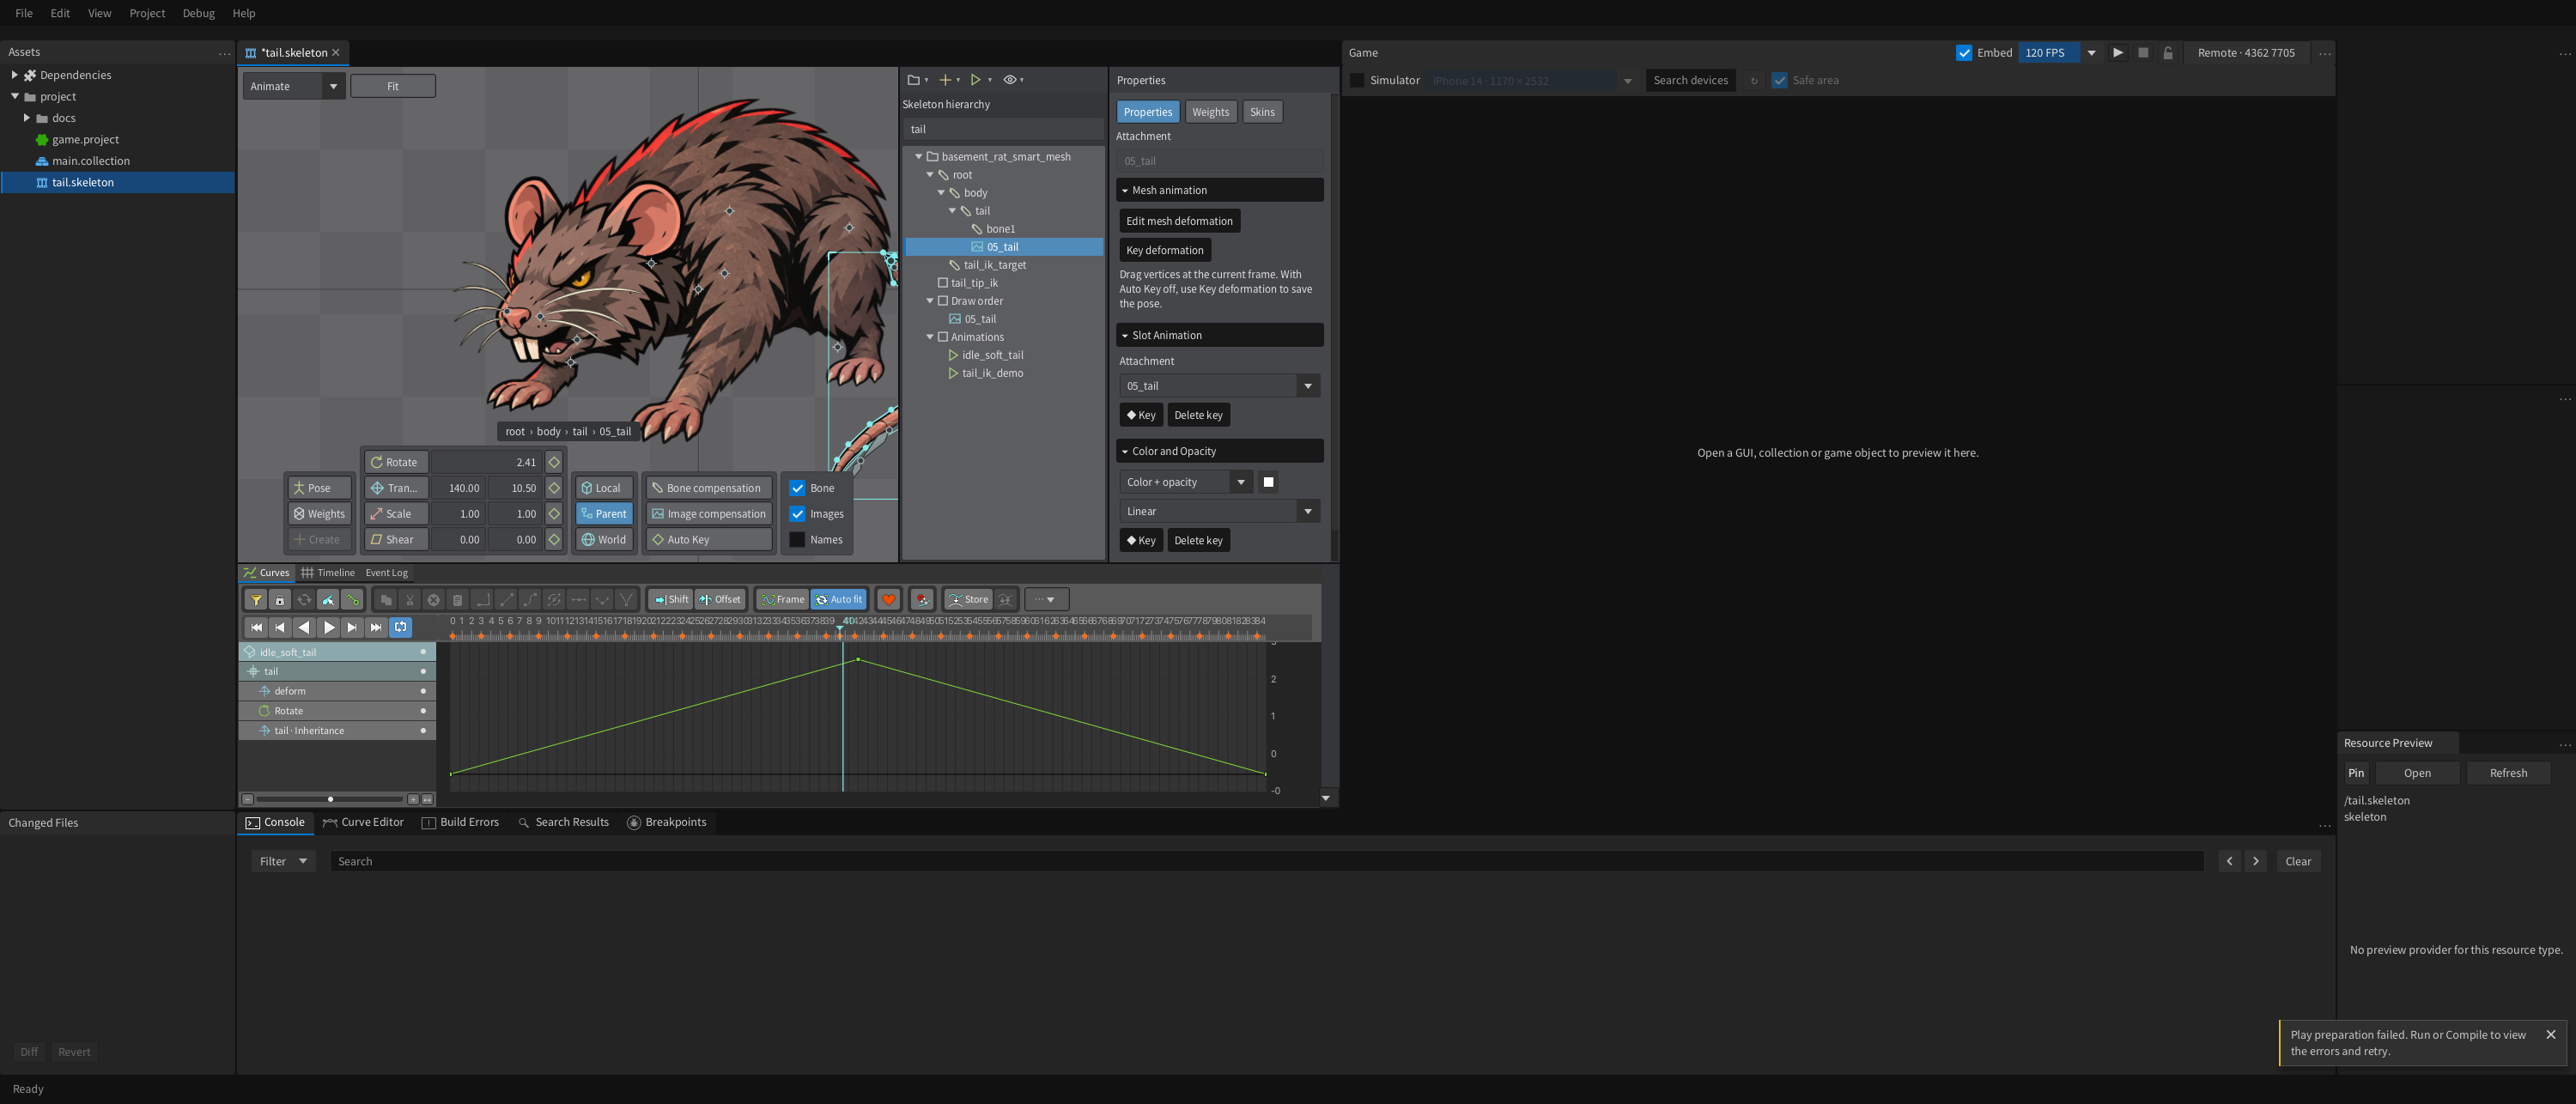 File Edit View Project Debug Help
Assets
Dependencies
project
docs
game.project
main.collection
tail.skeleton
*tail.skeleton
Animate
Fit
Skeleton hierarchy
tail
basement_rat_smart_mesh
root
body
tail
bone1
05_tail
tail_ik_target
tail_tip_ik
Draw order
05_tail
Animations
idle_soft_tail
tail_ik_demo
Properties
Properties Weights Skins
Attachment
05_tail
Mesh animation
Edit mesh deformation
Key deformation
Drag vertices at the current frame. With
Auto Key off, use Key deformation to save
the pose.
Slot Animation
Attachment
05_tail
Key Delete key
Color and Opacity
Color + opacity
Linear
Key Delete key
root › body › tail › 05_tail
Pose
Weights
Create
Rotate 2.41
Tran... 140.00 10.50
Scale 1.00 1.00
Shear 0.00 0.00
Local
Parent
World
Bone compensation
Image compensation
Auto Key
Bone
Images
Names
Curves Timeline Event Log
Shift Offset Frame Auto fit Store ...
idle_soft_tail
tail
deform
Rotate
tail · Inheritance
2
1
0
-0
Game
Embed 120 FPS Remote · 4362 7705
Simulator iPhone 14 · 1170 × 2532 Search devices Safe area
Open a GUI, collection or game object to preview it here.
Resource Preview
Pin Open Refresh
/tail.skeleton
skeleton
No preview provider for this resource type.
Changed Files
Diff Revert
Console Curve Editor Build Errors Search Results Breakpoints
Filter Search Clear
Play preparation failed. Run or Compile to view
the errors and retry.
Ready